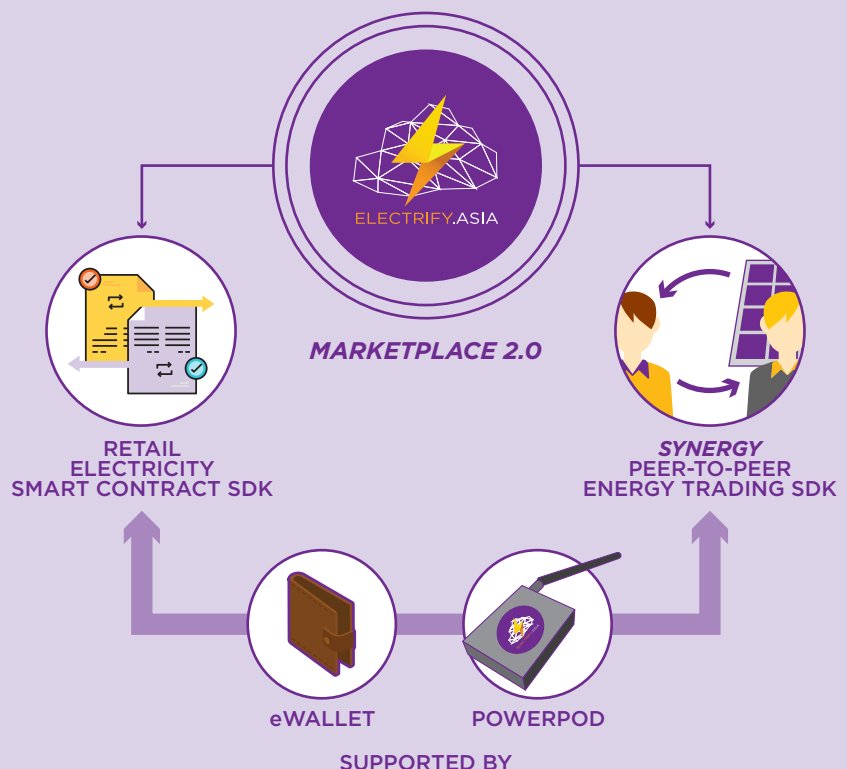 ELECTRIFY.ASIA
MARKETPLACE 2.0
RETAIL
ELECTRICITY
SMART CONTRACT SDK
SYNERGY
PEER-TO-PEER
ENERGY TRADING SDK
eWALLET
POWERPOD
SUPPORTED BY